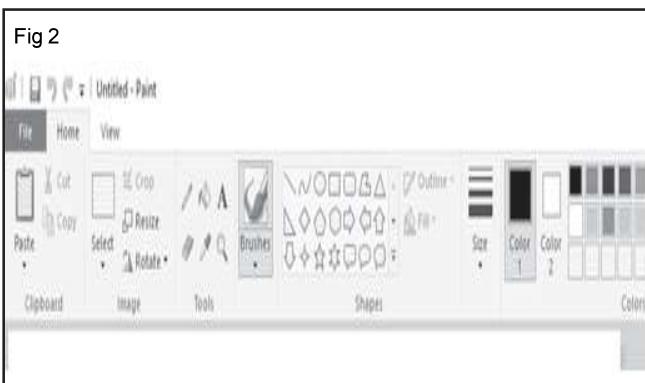 Fig 2
Untitled - Paint
File Home View
Cut
Copy
Paste
Clipboard
Select
Crop
Resize
Rotate
Image
A
Tools
Brushes
Outline
Fill
Shapes
Size
Color 1
Color 2
Colors